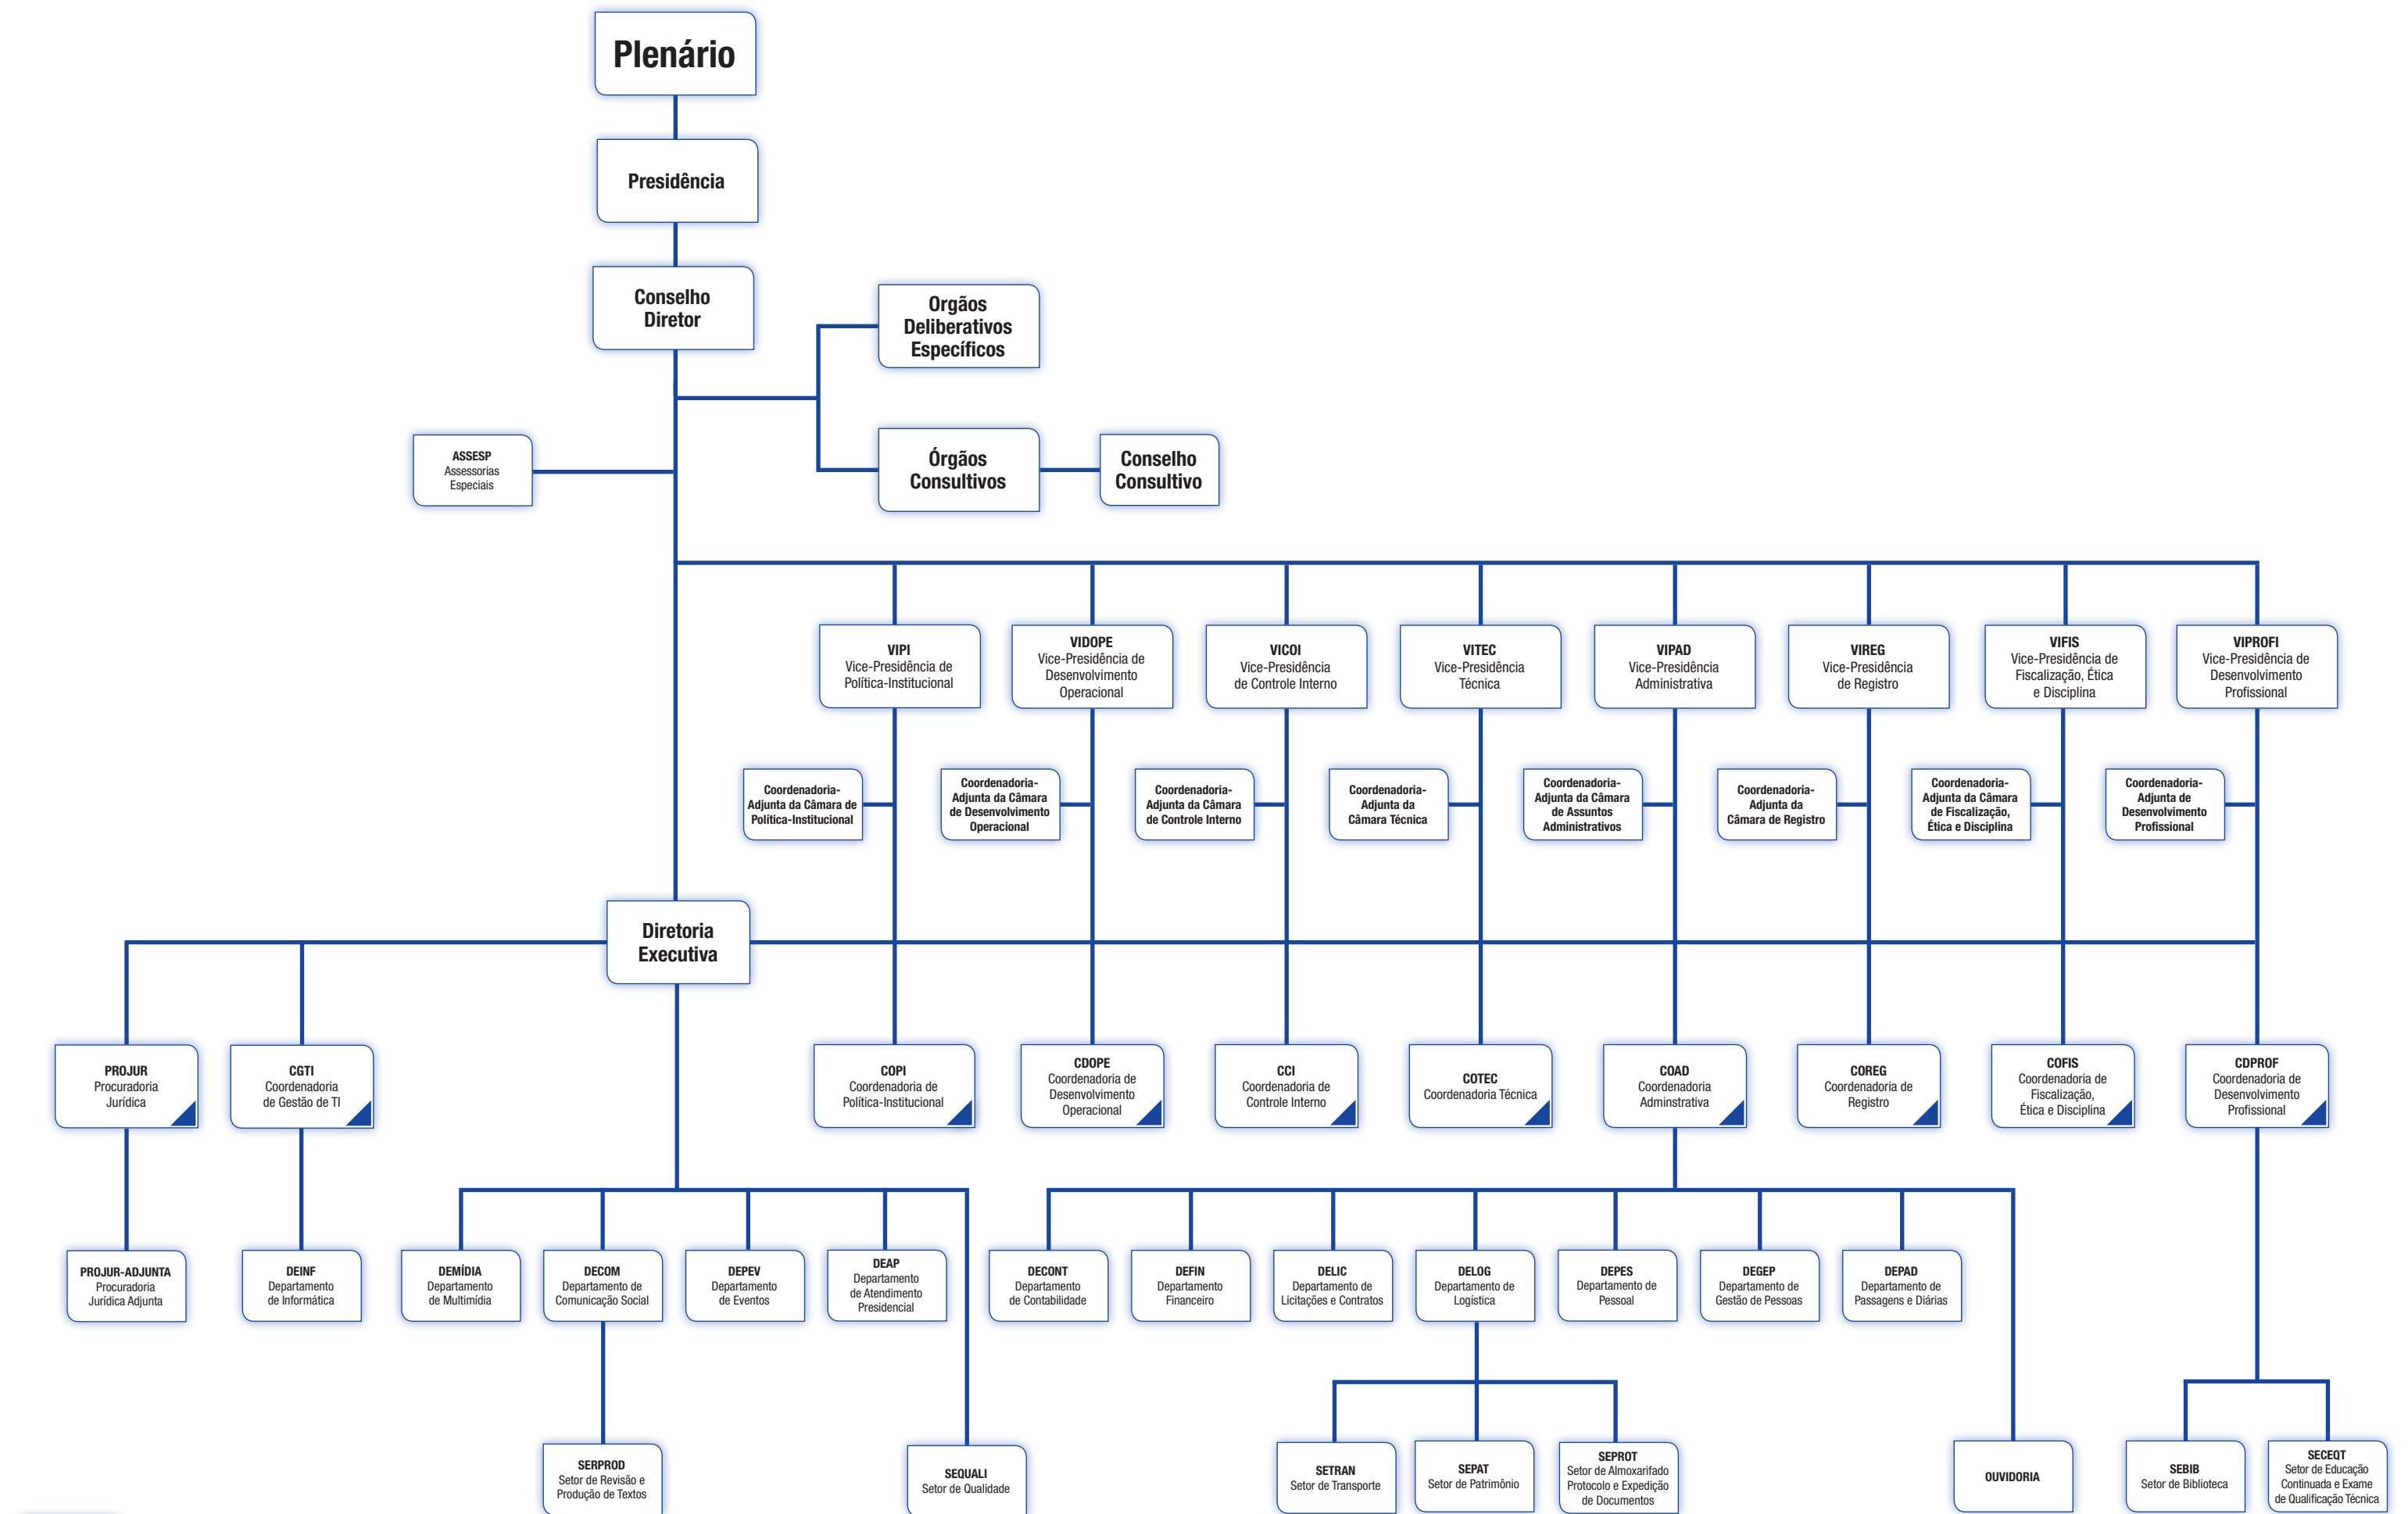 Plenário
Presidência
Conselho
Diretor
Orgãos
Deliberativos
Específicos
ASSESP
Assessorias
Especiais
Órgãos
Consultivos
Conselho
Consultivo
VIPI
Vice-Presidência de
Política-Institucional
VIDOPE
Vice-Presidência de
Desenvolvimento
Operacional
VICOI
Vice-Presidência
de Controle Interno
VITEC
Vice-Presidência
Técnica
VIPAD
Vice-Presidência
Administrativa
VIREG
Vice-Presidência
de Registro
VIFIS
Vice-Presidência de
Fiscalização, Ética
e Disciplina
VIPROFI
Vice-Presidência de
Desenvolvimento
Profissional
Coordenadoria-
Adjunta da Câmara de
Política-Institucional
Coordenadoria-
Adjunta da Câmara
de Desenvolvimento
Operacional
Coordenadoria-
Adjunta da Câmara
de Controle Interno
Coordenadoria-
Adjunta da
Câmara Técnica
Coordenadoria-
Adjunta da Câmara
de Assuntos
Administrativos
Coordenadoria-
Adjunta da
Câmara de Registro
Coordenadoria-
Adjunta da Câmara
de Fiscalização,
Ética e Disciplina
Coordenadoria-
Adjunta de
Desenvolvimento
Profissional
Diretoria
Executiva
PROJUR
Procuradoria
Jurídica
CGTI
Coordenadoria
de Gestão de TI
COPI
Coordenadoria de
Política-Institucional
CDOPE
Coordenadoria de
Desenvolvimento
Operacional
CCI
Coordenadoria de
Controle Interno
COTEC
Coordenadoria Técnica
COAD
Coordenadoria
Adminstrativa
COREG
Coordenadoria de
Registro
COFIS
Coordenadoria de
Fiscalização,
Ética e Disciplina
CDPROF
Coordenadoria de
Desenvolvimento
Profissional
PROJUR-ADJUNTA
Procuradoria
Jurídica Adjunta
DEINF
Departamento
de Informática
DEMÍDIA
Departamento
de Multimídia
DECOM
Departamento de
Comunicação Social
DEPEV
Departamento
de Eventos
DEAP
Departamento
de Atendimento
Presidencial
DECONT
Departamento
de Contabilidade
DEFIN
Departamento
Financeiro
DELIC
Departamento de
Licitações e Contratos
DELOG
Departamento de
Logística
DEPES
Departamento de
Pessoal
DEGEP
Departamento de
Gestão de Pessoas
DEPAD
Departamento de
Passagens e Diárias
SERPROD
Setor de Revisão e
Produção de Textos
SEQUALI
Setor de Qualidade
SETRAN
Setor de Transporte
SEPAT
Setor de Patrimônio
SEPROT
Setor de Almoxarifado
Protocolo e Expedição
de Documentos
OUVIDORIA
SEBIB
Setor de Biblioteca
SECEQT
Setor de Educação
Continuada e Exame
de Qualificação Técnica